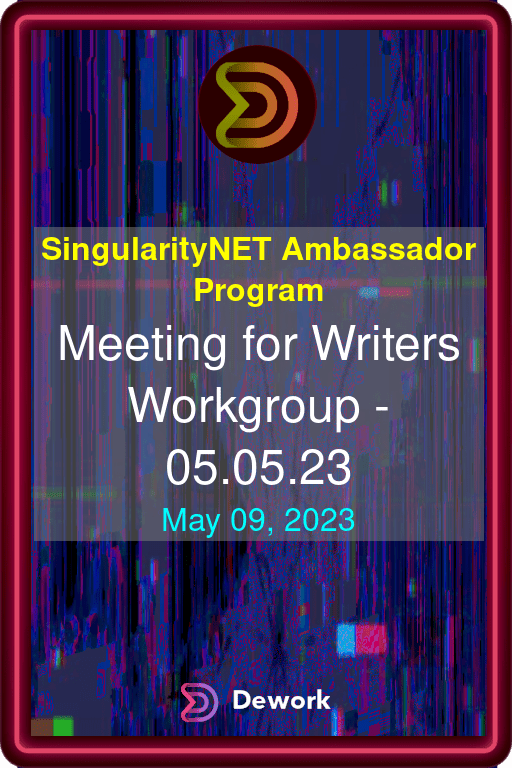 SingularityNET Ambassador
Program
Meeting for Writers
Workgroup -
05.05.23
May 09, 2023
Dework